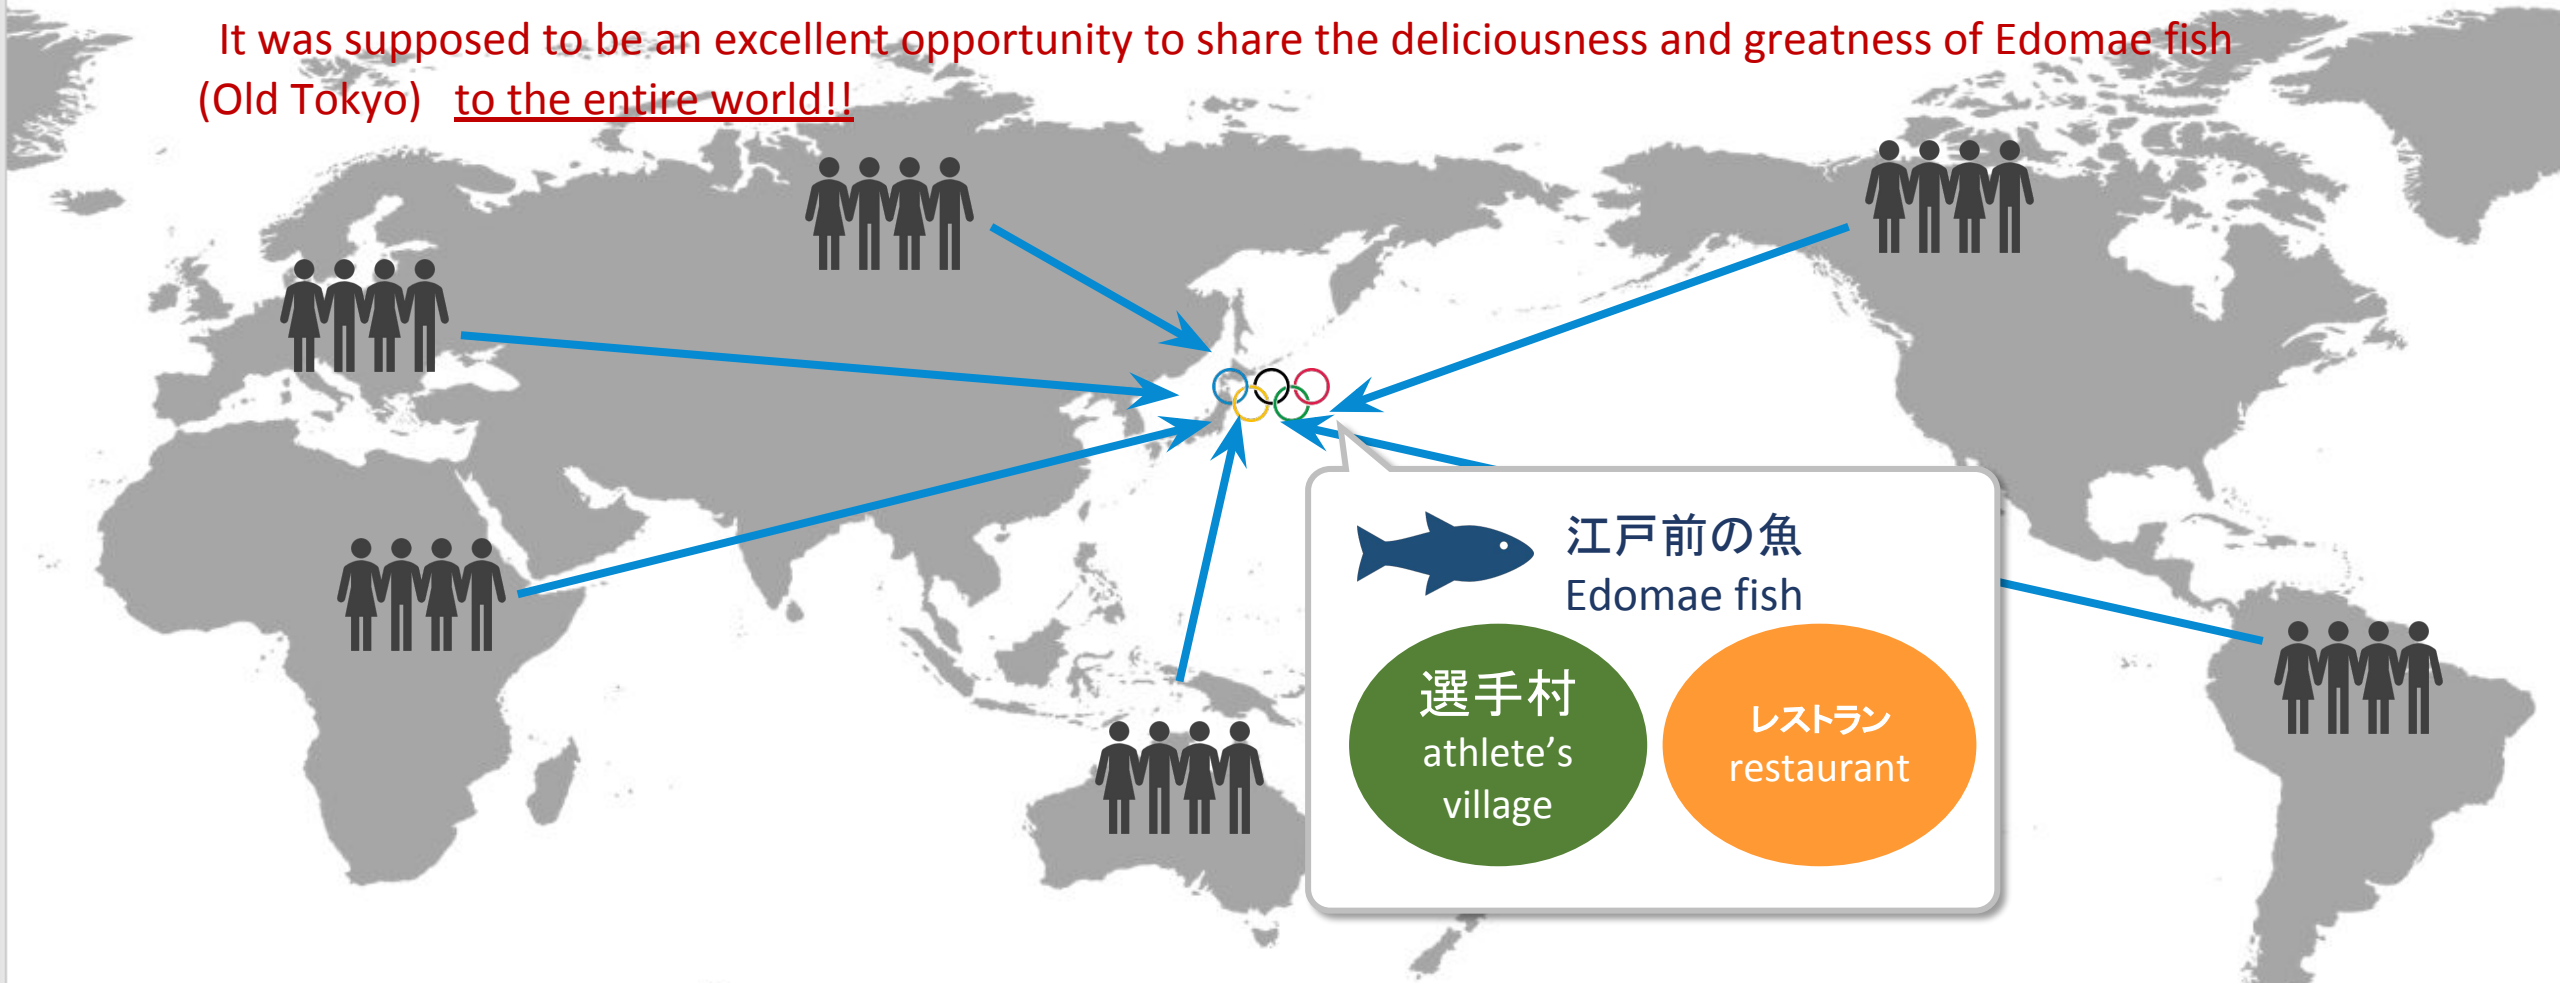 It was supposed to be an excellent opportunity to share the deliciousness and greatness of Edomae fish
(Old Tokyo) to the entire world!!
江戸前の魚
Edomae fish
選手村
athlete’s
village
レストラン
restaurant